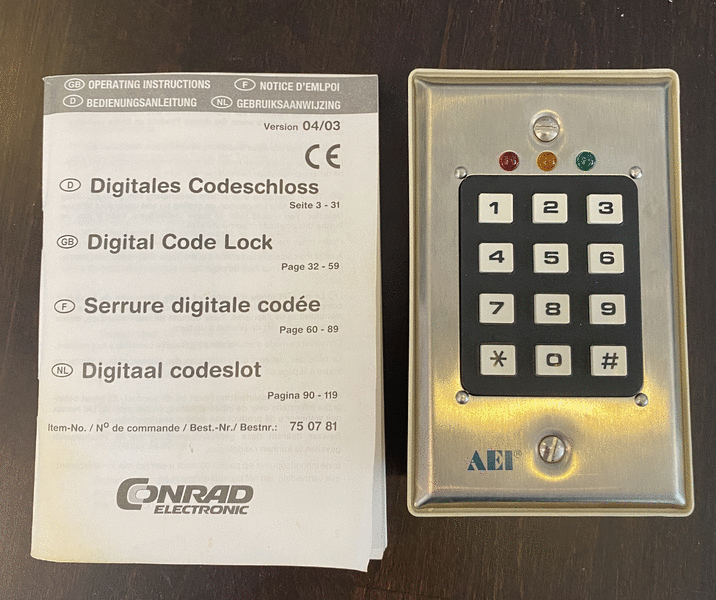 GB OPERATING INSTRUCTIONS F NOTICE D'EMLPOI
D BEDIENUNGSANLEITUNG NL GEBRUIKSAANWIJZING
Version 04/03
CE
D Digitales Codeschloss
Seite 3 - 31
GB Digital Code Lock
Page 32 - 59
F Serrure digitale codée
Page 60 - 89
NL Digitaal codeslot
Pagina 90 - 119
Item-No. / Nº de commande / Best.-Nr./ Bestnr.: 75 07 81
CONRAD
ELECTRONIC
1 2 3
4 5 6
7 8 9
* 0 #
AEI®